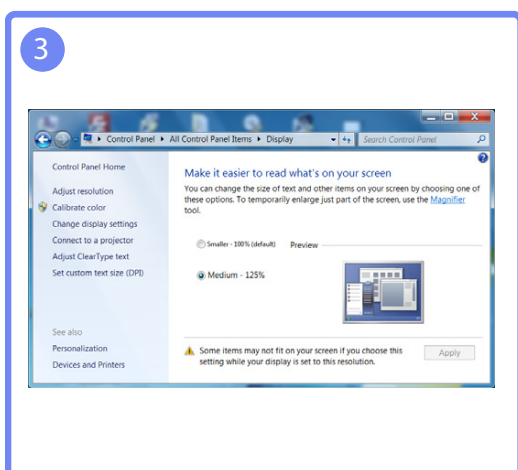 3
Control Panel ▸ All Control Panel Items ▸ Display
Search Control Panel
Control Panel Home
Adjust resolution
Calibrate color
Change display settings
Connect to a projector
Adjust ClearType text
Set custom text size (DPI)
See also
Personalization
Devices and Printers
Make it easier to read what's on your screen
You can change the size of text and other items on your screen by choosing one of
these options. To temporarily enlarge just part of the screen, use the Magnifier
tool.
Smaller - 100% (default) Preview
Medium - 125%
Some items may not fit on your screen if you choose this
setting while your display is set to this resolution.
Apply